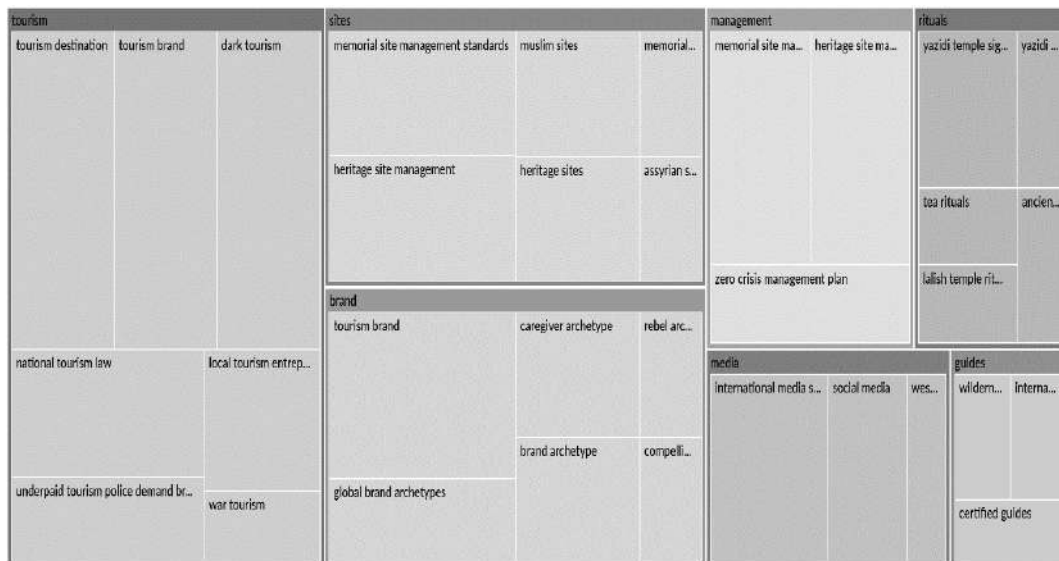 tourism
tourism destination
tourism brand
dark tourism
national tourism law
local tourism entrep...
underpaid tourism police demand br...
war tourism
sites
memorial site management standards
muslim sites
memorial...
heritage site management
heritage sites
assyrian s...
brand
tourism brand
caregiver archetype
rebel arc...
brand archetype
compelli...
global brand archetypes
management
memorial site ma...
heritage site ma...
zero crisis management plan
rituals
yazidi temple sig...
yazidi ...
tea rituals
ancien...
lalish temple rit...
media
international media s...
social media
wes...
guides
wildern...
interna...
certified guides